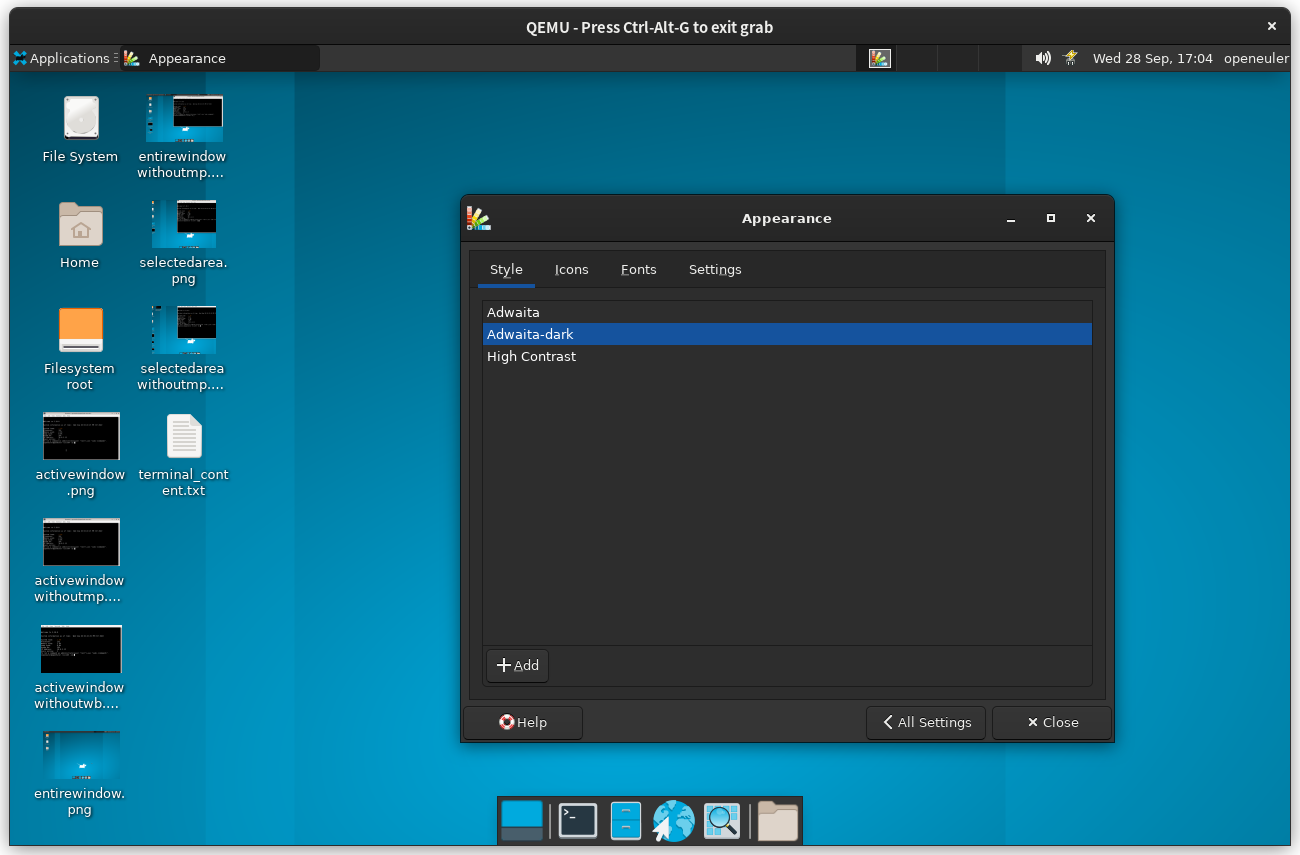 QEMU - Press Ctrl-Alt-G to exit grab
Applications
Appearance
Wed 28 Sep, 17:04
openeuler
File System
entirewindow
withoutmp....
Home
selectedarea.
png
Filesystem
root
selectedarea
withoutmp....
activewindow
.png
terminal_cont
ent.txt
activewindow
withoutmp....
activewindow
withoutwb....
entirewindow.
png
Appearance
Style
Icons
Fonts
Settings
Adwaita
Adwaita-dark
High Contrast
Add
Help
All Settings
Close